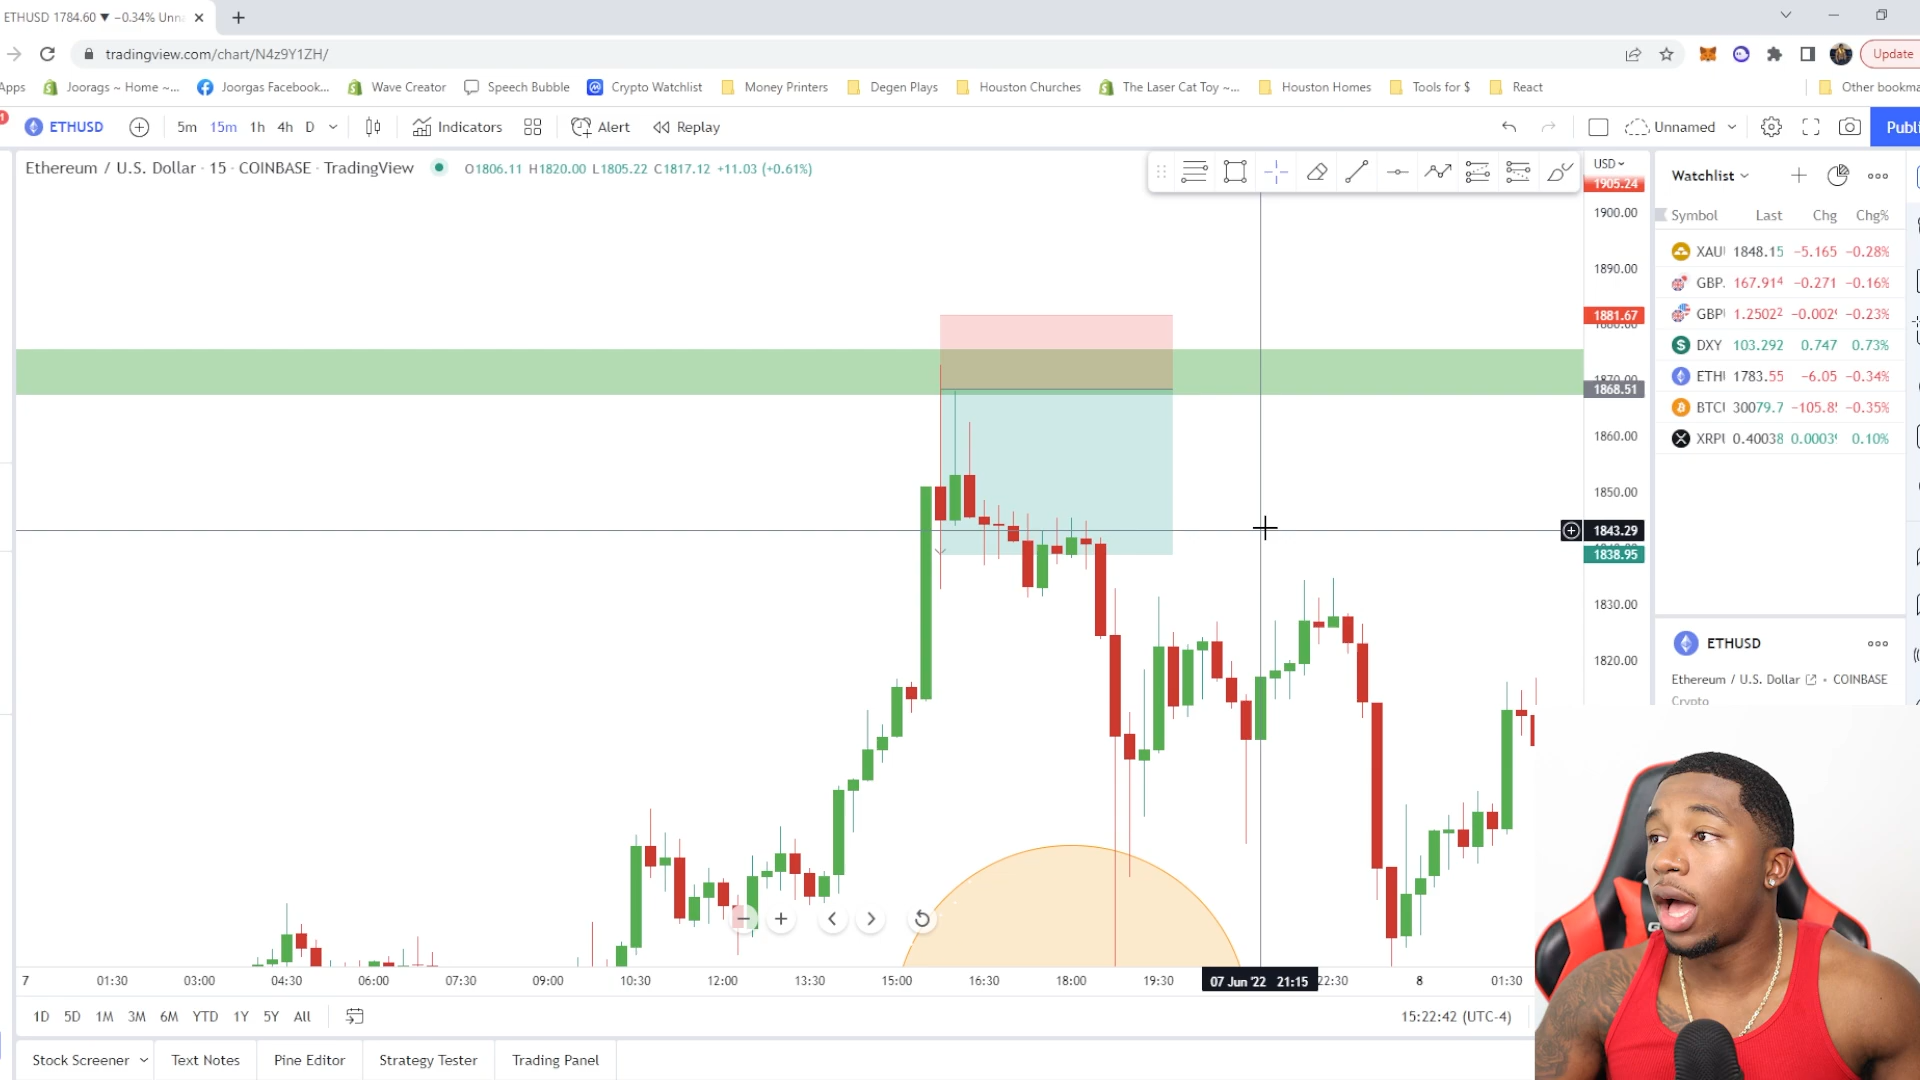 ETHUSD 1784.60 ▼ −0.34% Unn
tradingview.com/chart/N4z9Y1ZH/
Update
Apps Joorags ~ Home ~... Joorgas Facebook... Wave Creator Speech Bubble Crypto Watchlist Money Printers Degen Plays Houston Churches The Laser Cat Toy ~... Houston Homes Tools for $ React Other bookma
ETHUSD 5m 15m 1h 4h D Indicators Alert Replay Unnamed Publi
Ethereum / U.S. Dollar · 15 · COINBASE · TradingView O1806.11 H1820.00 L1805.22 C1817.12 +11.03 (+0.61%)
USD
1905.24
1900.00
1890.00
1881.67
1868.51
1860.00
1850.00
1843.29
1838.95
1830.00
1820.00
Watchlist
Symbol Last Chg Chg%
XAU 1848.15 −5.165 −0.28%
GBP. 167.914 −0.271 −0.16%
GBP 1.25022 −0.002 −0.23%
DXY 103.292 0.747 0.73%
ETH 1783.55 −6.05 −0.34%
BTC 30079.7 −105.8 −0.35%
XRP 0.40038 0.0003 0.10%
ETHUSD
Ethereum / U.S. Dollar • COINBASE
Crypto
7 01:30 03:00 04:30 06:00 07:30 09:00 10:30 12:00 13:30 15:00 16:30 18:00 19:30 07 Jun '22 21:15 22:30 8 01:30
1D 5D 1M 3M 6M YTD 1Y 5Y All 15:22:42 (UTC-4)
Stock Screener Text Notes Pine Editor Strategy Tester Trading Panel